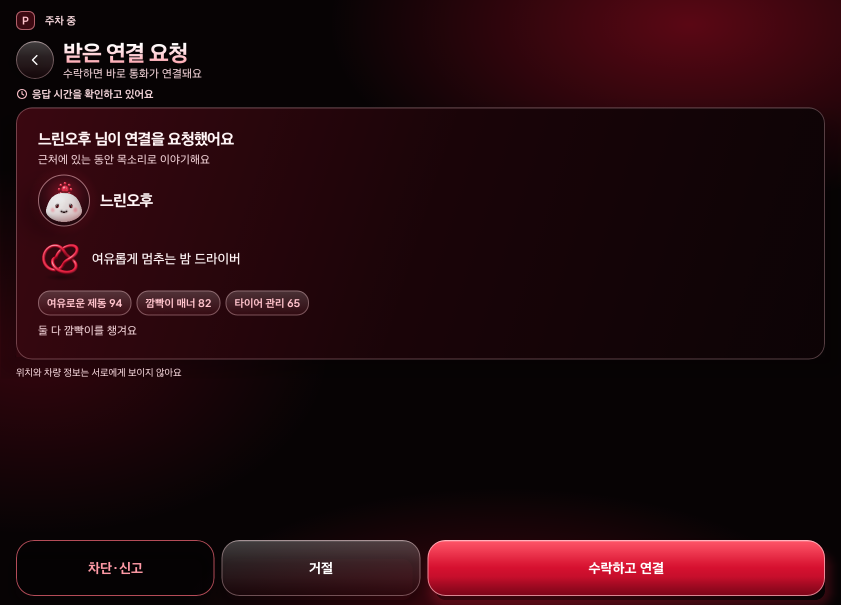 P 주차 중
받은 연결 요청
수락하면 바로 통화가 연결돼요
응답 시간을 확인하고 있어요
느린오후 님이 연결을 요청했어요
근처에 있는 동안 목소리로 이야기해요
느린오후
여유롭게 멈추는 밤 드라이버
여유로운 제동 94 깜빡이 매너 82 타이어 관리 65
둘 다 깜빡이를 챙겨요
위치와 차량 정보는 서로에게 보이지 않아요
차단·신고 거절 수락하고 연결